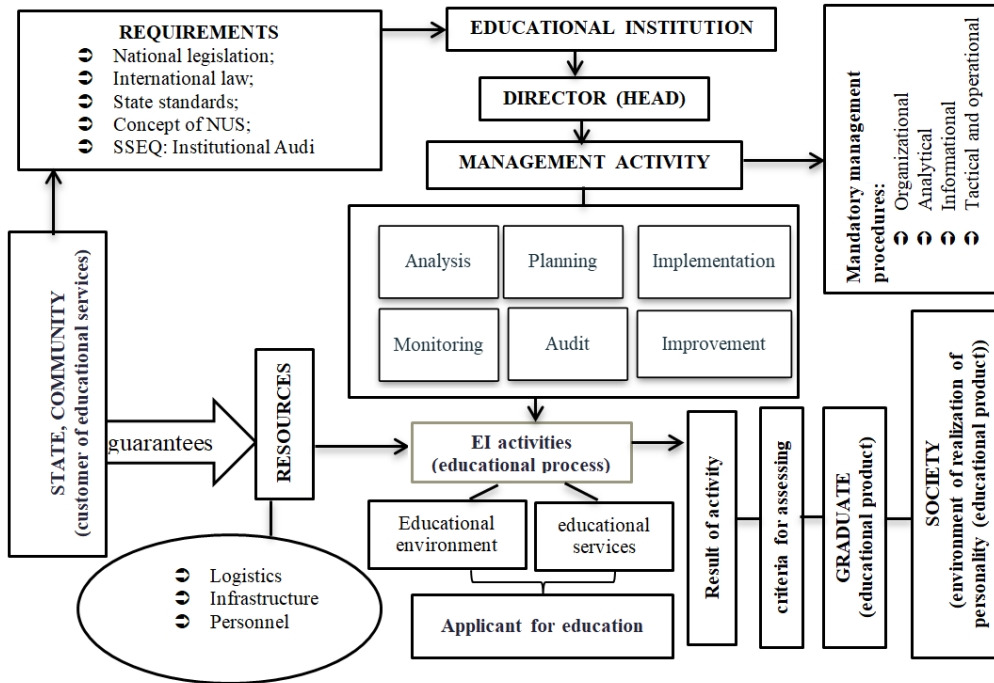 REQUIREMENTS
National legislation;
International law;
State standards;
Concept of NUS;
SSEQ: Institutional Audi
EDUCATIONAL INSTITUTION
DIRECTOR (HEAD)
MANAGEMENT ACTIVITY
Mandatory management
procedures:
Organizational
Analytical
Informational
Tactical and operational
Analysis
Planning
Implementation
Monitoring
Audit
Improvement
STATE, COMMUNITY
(customer of educational services)
guarantees
RESOURCES
Logistics
Infrastructure
Personnel
EI activities
(educational process)
Educational
environment
educational
services
Applicant for education
Result of activity
criteria for assessing
GRADUATE
(educational product)
SOCIETY
(environment of realization of
personality (educational product))